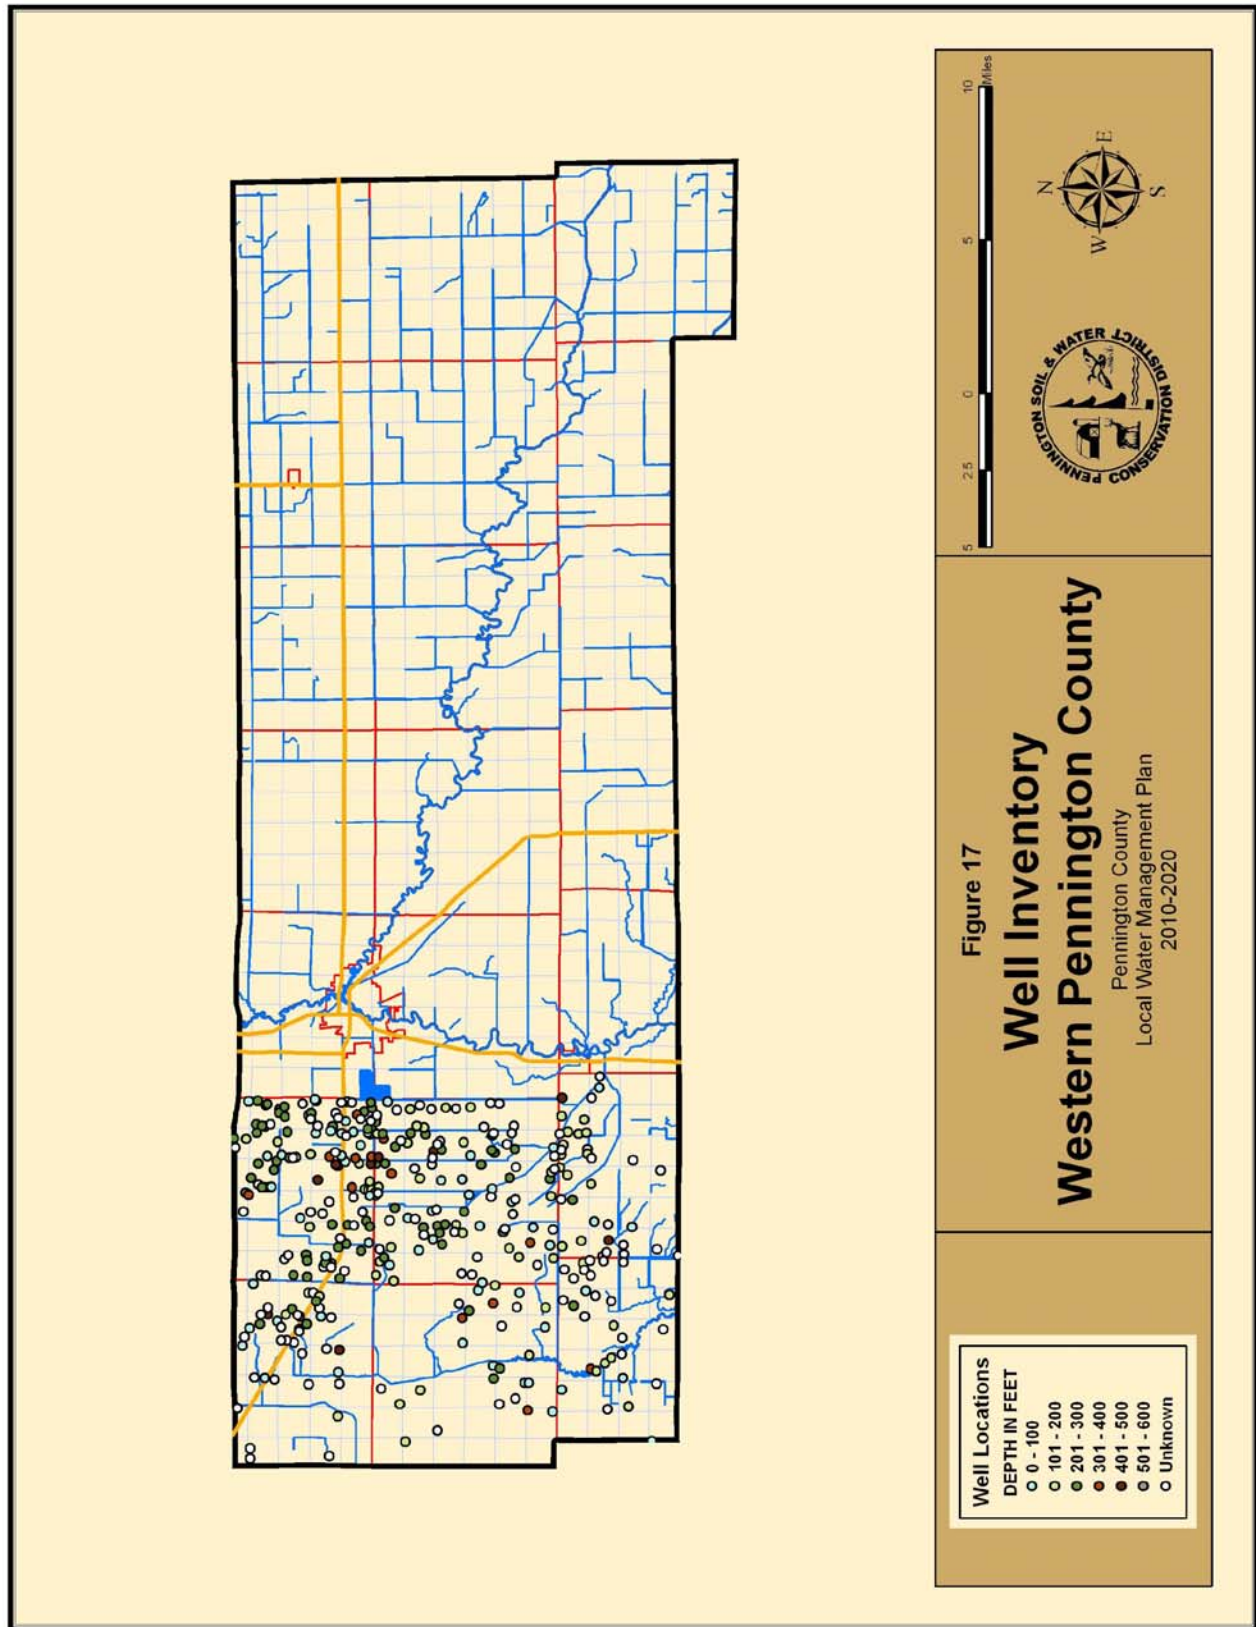 Well Locations
DEPTH IN FEET
0 - 100
101 - 200
201 - 300
301 - 400
401 - 500
501 - 600
Unknown
Figure 17
Well Inventory
Western Pennington County
Pennington County
Local Water Management Plan
2010-2020
5 2.5 0 5 10
Miles
PENNINGTON SOIL & WATER
CONSERVATION DISTRICT
N
W E
S